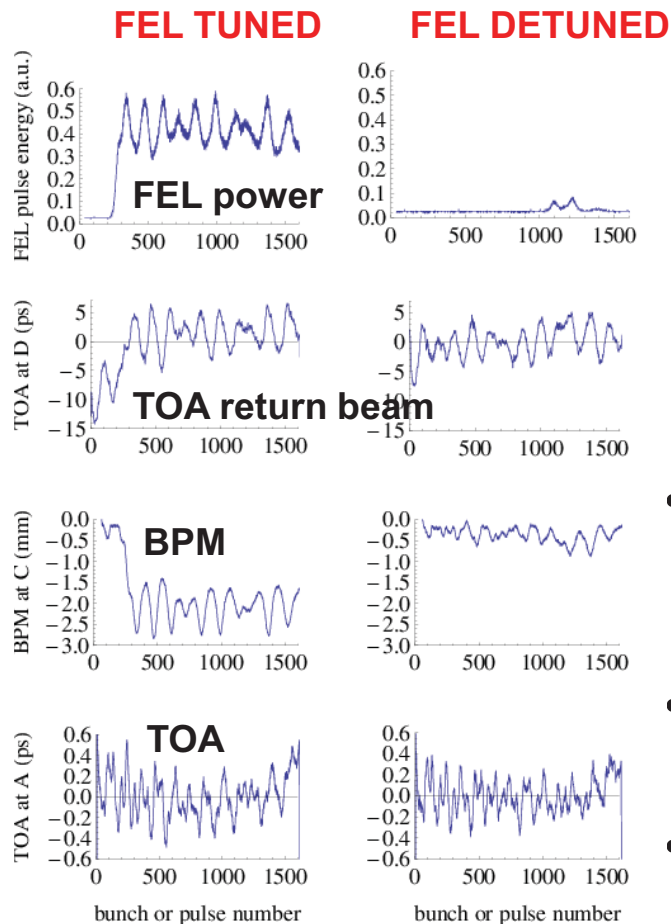 FEL TUNED FEL DETUNED
FEL pulse energy (a.u.)
0.6
0.5
0.4
0.3
0.2
0.1
0.0
500 1000 1500
FEL power
0.6
0.5
0.4
0.3
0.2
0.1
0.0
0 500 1000 1500
TOA at D (ps)
5
0
−5
−10
−15
0 500 1000 1500
TOA return beam
5
0
−5
−10
−15
0 500 1000 1500
BPM at C (mm)
0.0
−0.5
−1.0
−1.5
−2.0
−2.5
−3.0
0 500 1000 1500
BPM
0.0
−0.5
−1.0
−1.5
−2.0
−2.5
−3.0
0 500 1000 1500
TOA at A (ps)
0.6
0.4
0.2
0.0
−0.2
−0.4
−0.6
0 500 1000 1500
TOA
0.6
0.4
0.2
0.0
−0.2
−0.4
−0.6
0 500 1000 1500
bunch or pulse number bunch or pulse number